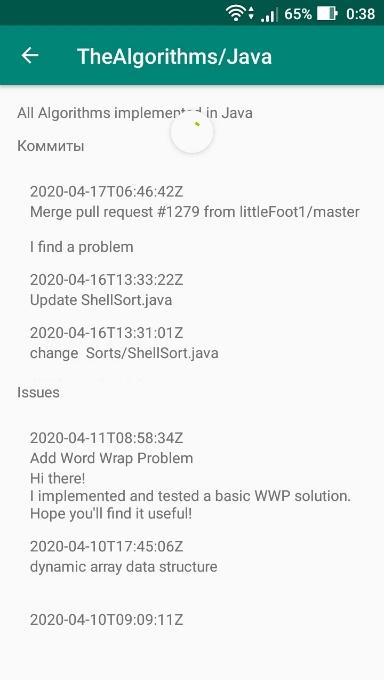 65% 0:38
TheAlgorithms/Java
All Algorithms implemented in Java
Коммиты
2020-04-17T06:46:42Z
Merge pull request #1279 from littleFoot1/master
I find a problem
2020-04-16T13:33:22Z
Update ShellSort.java
2020-04-16T13:31:01Z
change  Sorts/ShellSort.java
Issues
2020-04-11T08:58:34Z
Add Word Wrap Problem
Hi there!
I implemented and tested a basic WWP solution.
Hope you'll find it useful!
2020-04-10T17:45:06Z
dynamic array data structure
2020-04-10T09:09:11Z